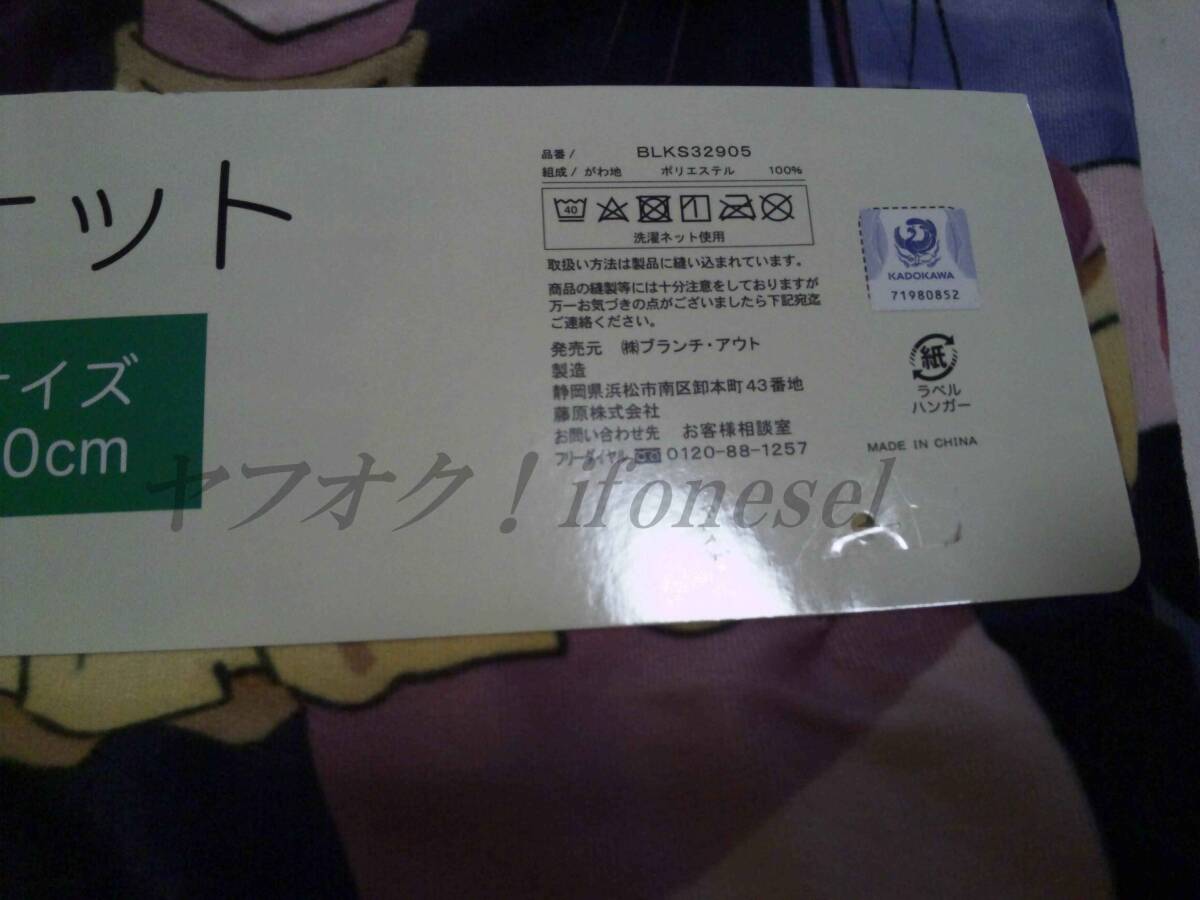 ット
イズ
0cm
品番/ BLKS32905
組成/ がわ地 ポリエステル 100%
40
洗濯ネット使用
取扱い方法は製品に縫い込まれています。
商品の縫製等には十分注意をしておりますが
万一お気づきの点がございましたら下記宛迄
ご連絡ください。
発売元 ㈱ブランチ・アウト
製造
静岡県浜松市南区卸本町43番地
藤原株式会社
お問い合わせ先 お客様相談室
フリーダイヤル 0120-88-1257
KADOKAWA
71980852
紙
ラベル
ハンガー
MADE IN CHINA
ヤフオク！ifonesel